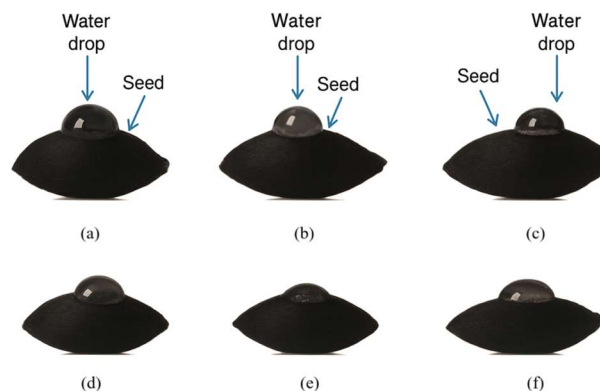 Water
drop
Seed
Water
drop
Seed
Water
drop
Seed
(a)
(b)
(c)
(d)
(e)
(f)